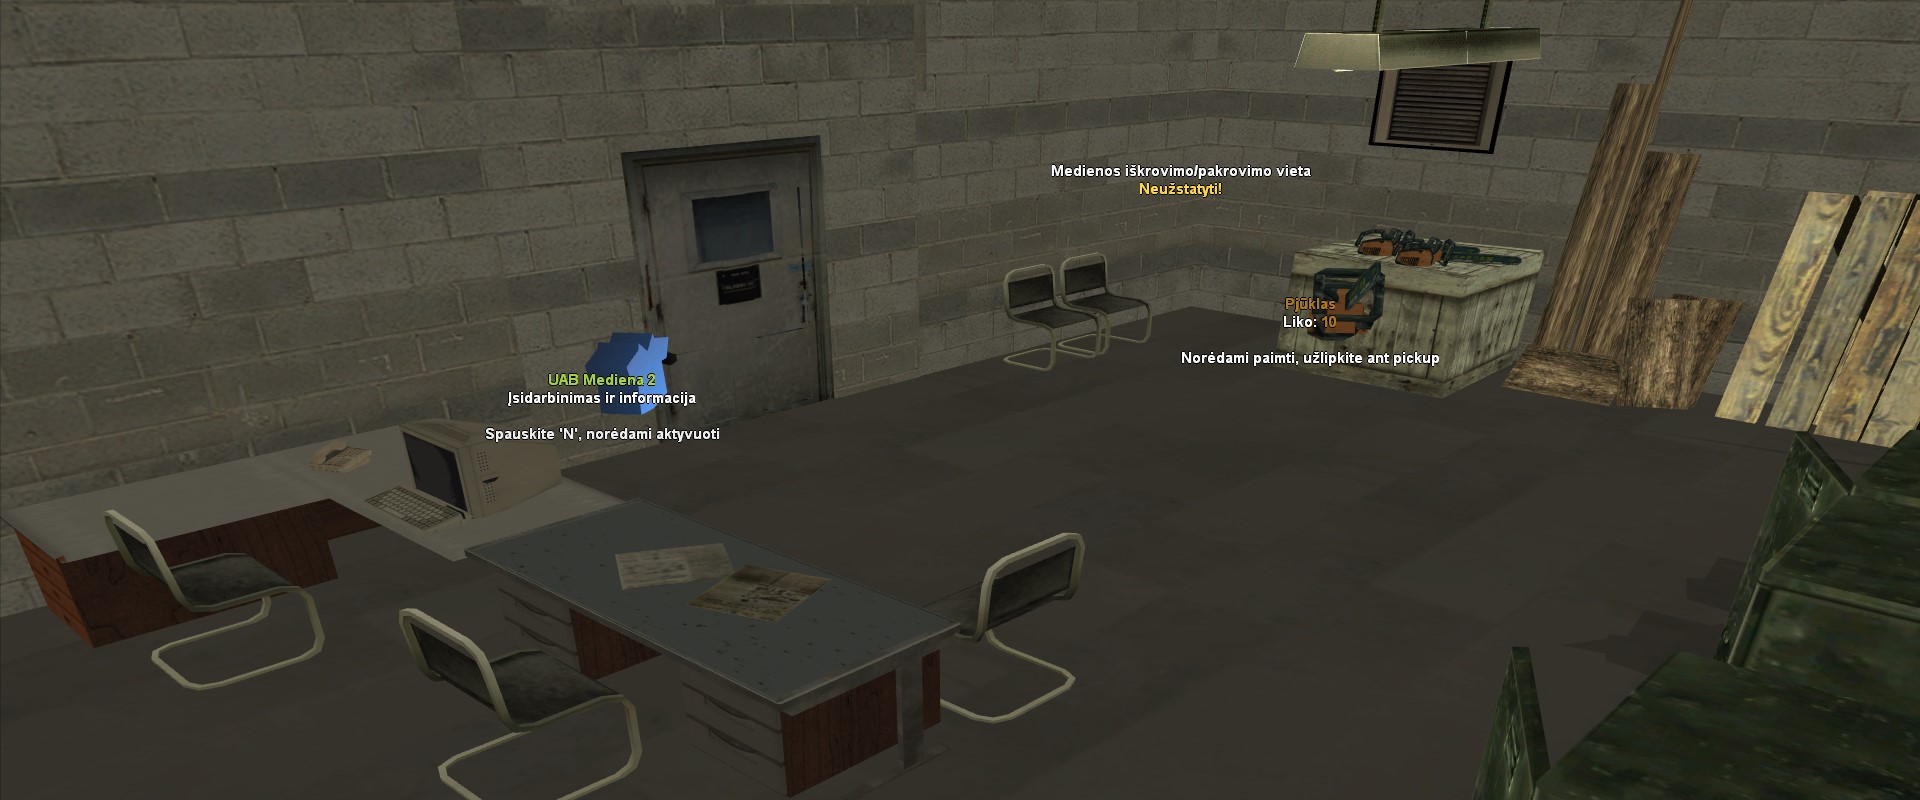 Medienos iškrovimo/pakrovimo vieta
Neužstatyti!
Pjūklas
Liko: 10
Norėdami paimti, užlipkite ant pickup
UAB Mediena 2
Įsidarbinimas ir informacija
Spauskite 'N', norėdami aktyvuoti